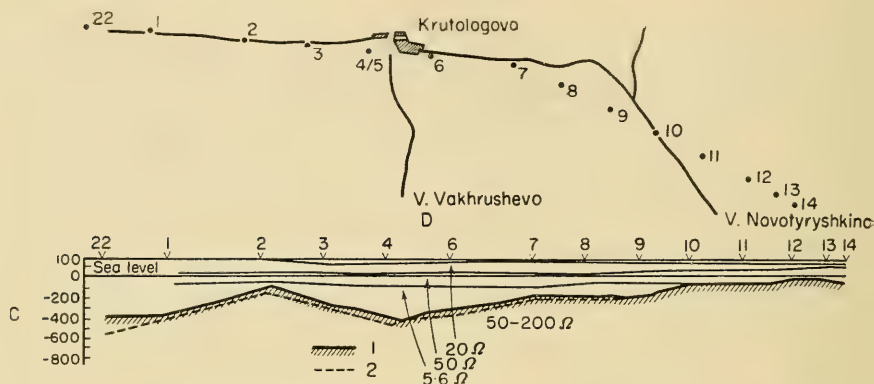 22 1 2 3 4/5 Krutologova 6 7 8 9 10 11 12 13 14
V. Vakhrushevo
D
V. Novotyryshkino
22 1 2 3 4 6 7 8 9 10 11 12 13 14
100
Sea level
0
-200
C -400
-600
-800
50-200 Ω
1 20 Ω
2 50 Ω
5·6 Ω